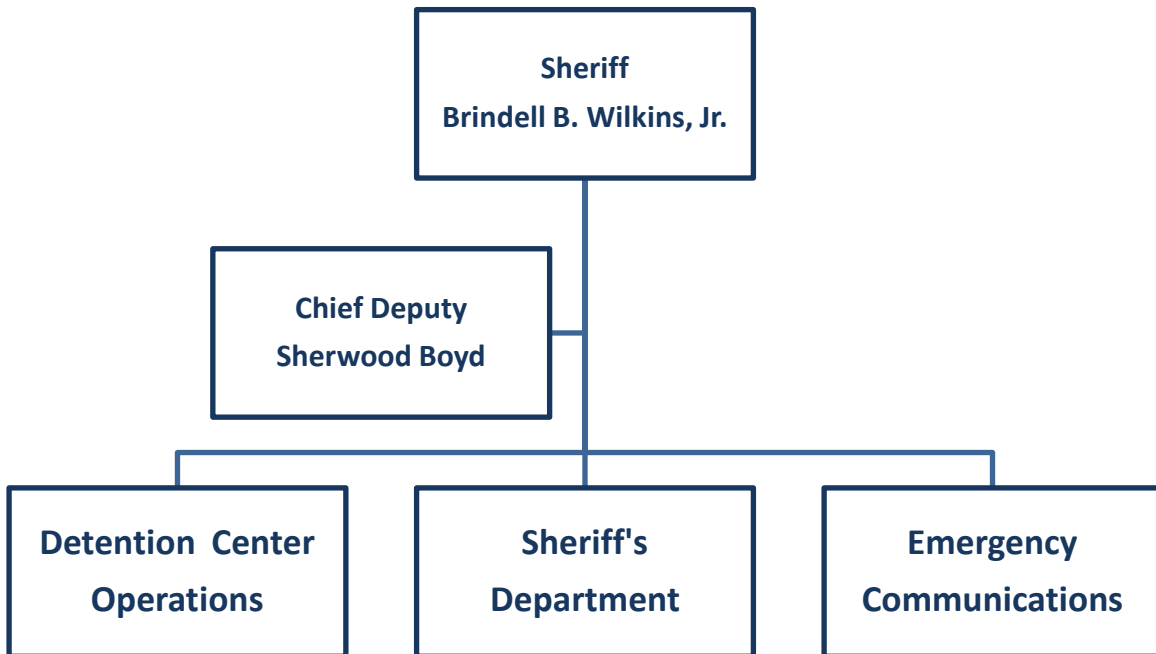 Sheriff
Brindell B. Wilkins, Jr.
Chief Deputy
Sherwood Boyd
Detention Center
Operations
Sheriff's
Department
Emergency
Communications